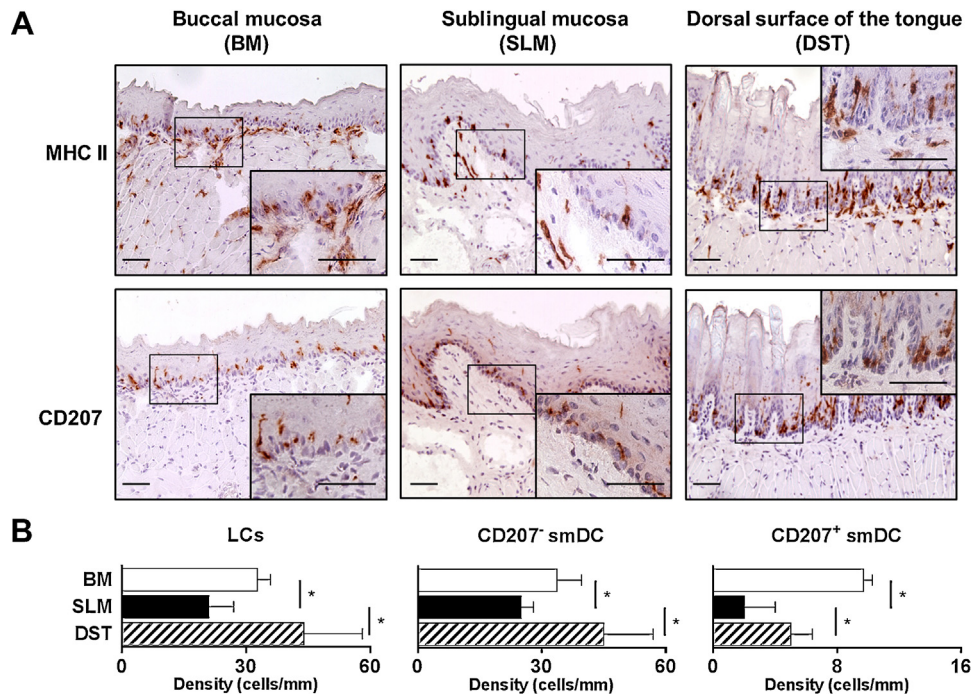 A
Buccal mucosa
(BM)
Sublingual mucosa
(SLM)
Dorsal surface of the tongue
(DST)
MHC II
CD207
B
LCs
CD207⁻ smDC
CD207⁺ smDC
BM
SLM
DST
*
*
*
*
*
*
0 30 60
0 30 60
0 8 16
Density (cells/mm)
Density (cells/mm)
Density (cells/mm)